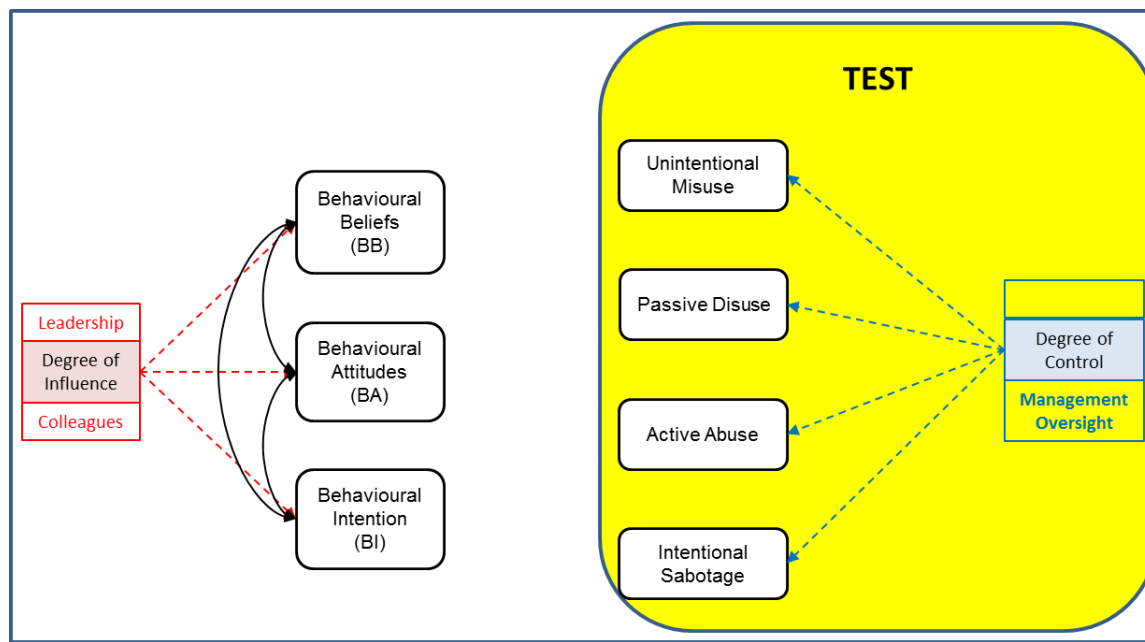 TEST
Leadership
Degree of
Influence
Colleagues
Behavioural
Beliefs
(BB)
Behavioural
Attitudes
(BA)
Behavioural
Intention
(BI)
Unintentional
Misuse
Passive Disuse
Active Abuse
Intentional
Sabotage
Degree of
Control
Management
Oversight